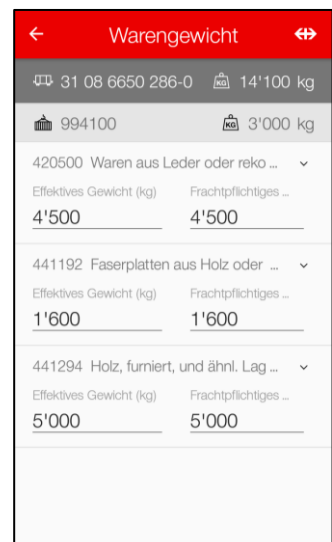 Warengewicht
31 08 6650 286-0 14'100 kg
994100 KG 3'000 kg
420500 Waren aus Leder oder reko ...
Effektives Gewicht (kg) Frachtpflichtiges ...
4'500 4'500
441192 Faserplatten aus Holz oder ...
Effektives Gewicht (kg) Frachtpflichtiges ...
1'600 1'600
441294 Holz, furniert, und ähnl. Lag ...
Effektives Gewicht (kg) Frachtpflichtiges ...
5'000 5'000